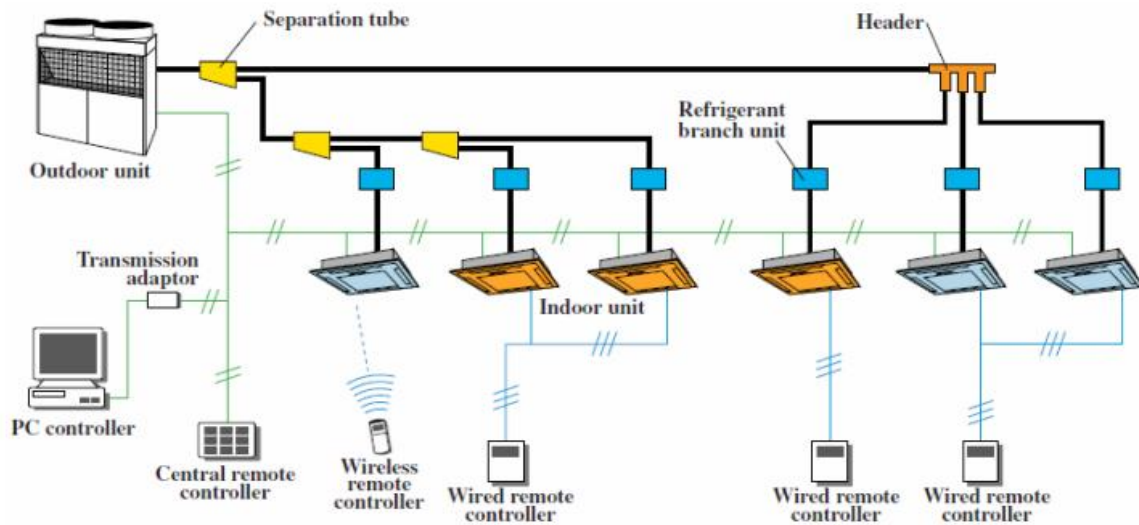 Separation tube
Header
Refrigerant
branch unit
Outdoor unit
Transmission
adaptor
Indoor unit
PC controller
Central remote
controller
Wireless
remote
controller
Wired remote
controller
Wired remote
controller
Wired remote
controller